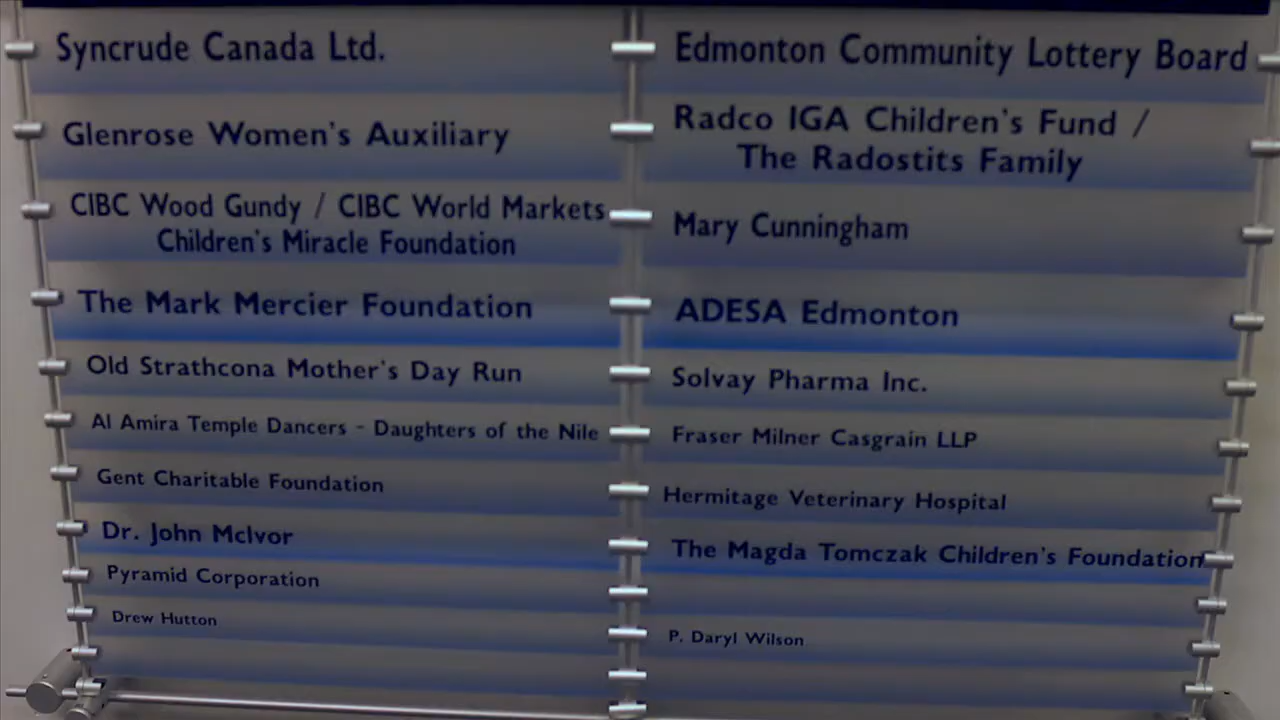 Syncrude Canada Ltd.
Glenrose Women's Auxiliary
CIBC Wood Gundy / CIBC World Markets
Children's Miracle Foundation
The Mark Mercier Foundation
Old Strathcona Mother's Day Run
Al Amira Temple Dancers - Daughters of the Nile
Gent Charitable Foundation
Dr. John McIvor
Pyramid Corporation
Drew Hutton
Edmonton Community Lottery Board
Radco IGA Children's Fund /
The Radostits Family
Mary Cunningham
ADESA Edmonton
Solvay Pharma Inc.
Fraser Milner Casgrain LLP
Hermitage Veterinary Hospital
The Magda Tomczak Children's Foundation
P. Daryl Wilson